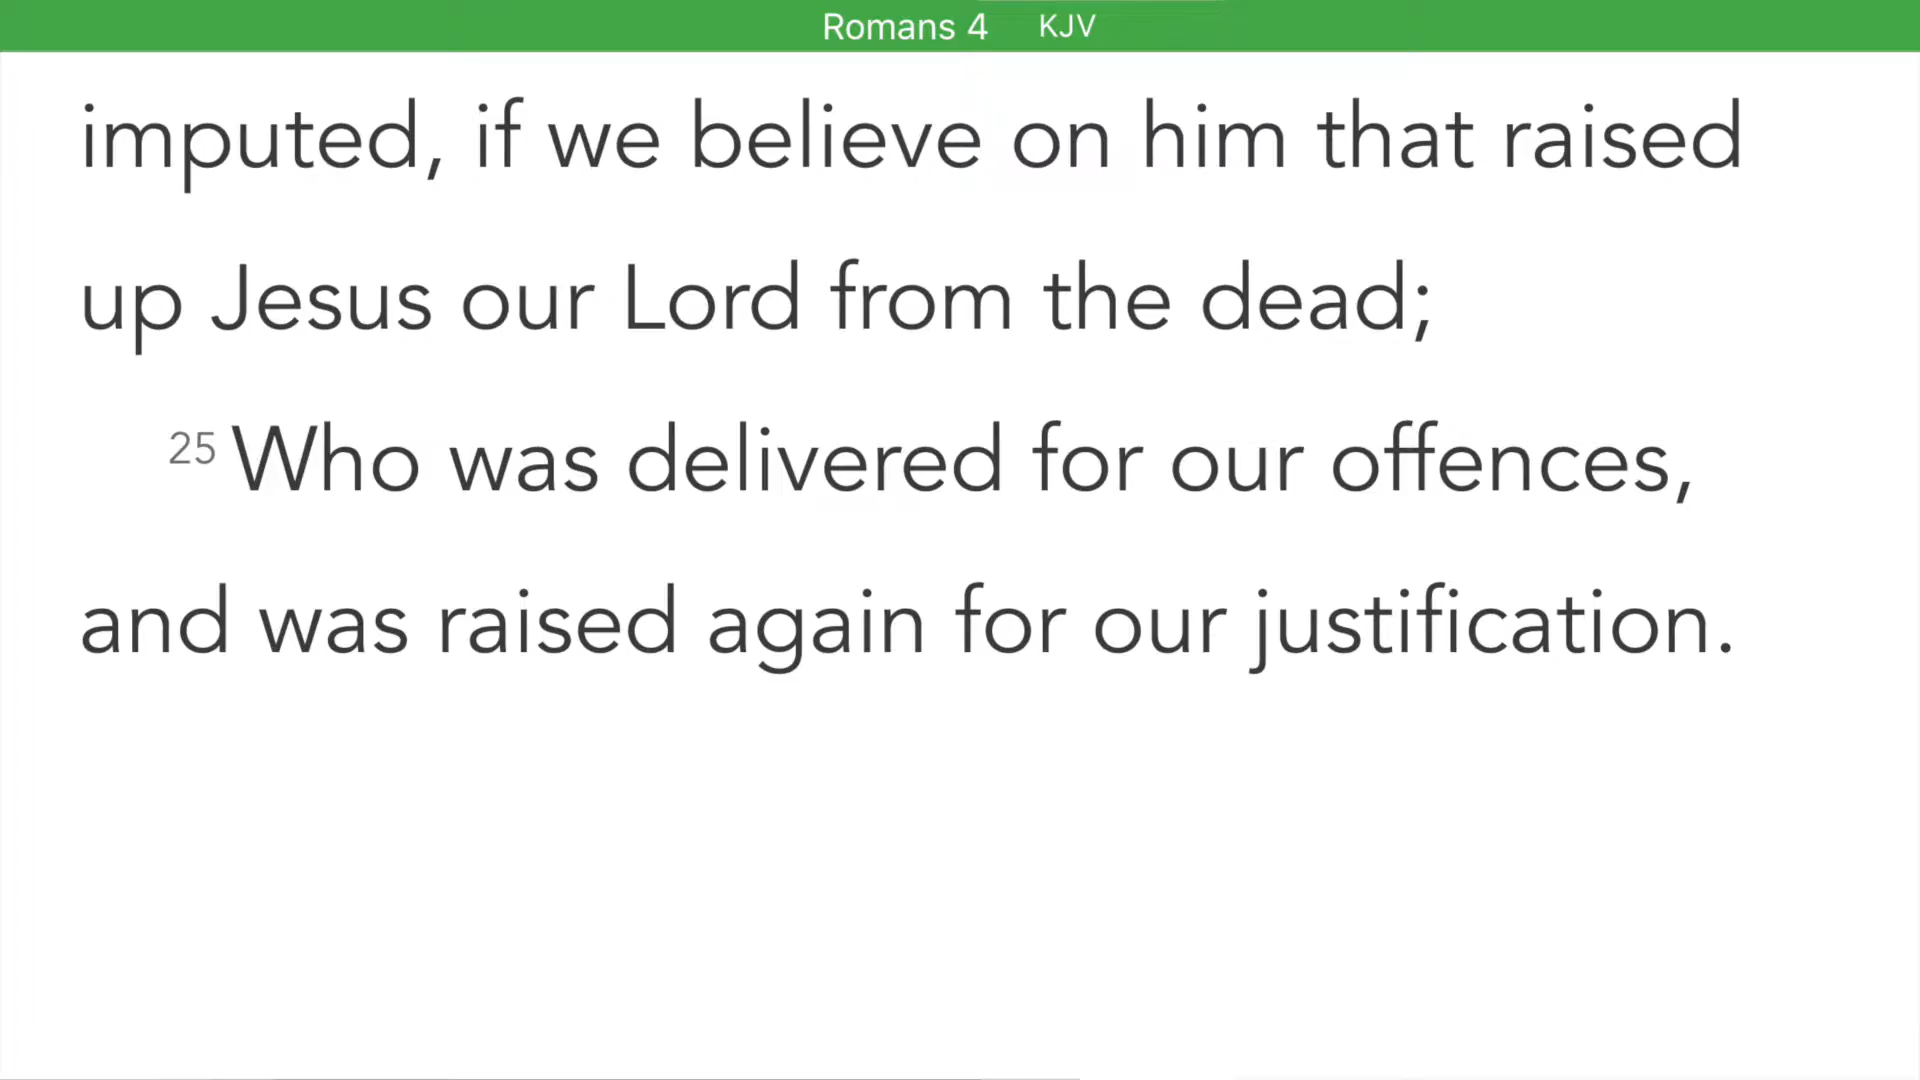 Romans 4 KJV
imputed, if we believe on him that raised
up Jesus our Lord from the dead;
25 Who was delivered for our offences,
and was raised again for our justification.